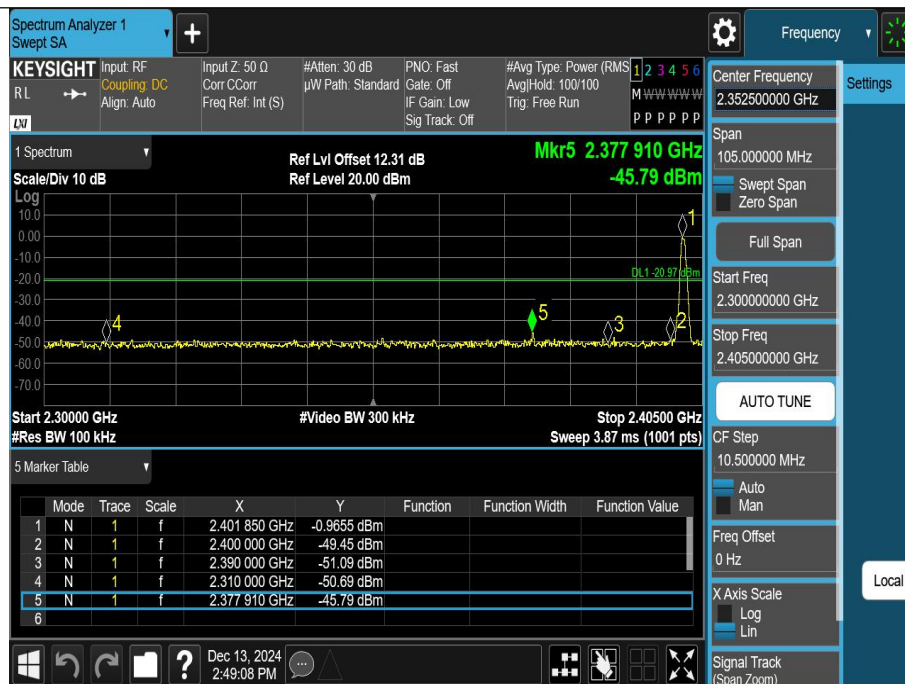 Spectrum Analyzer 1
Swept SA
+
Frequency
KEYSIGHT
RL
LXI
Input: RF
Coupling: DC
Align: Auto
Input Z: 50 Ω
Corr CCorr
Freq Ref: Int (S)
#Atten: 30 dB
µW Path: Standard
PNO: Fast
Gate: Off
IF Gain: Low
Sig Track: Off
#Avg Type: Power (RMS
Avg|Hold: 100/100
Trig: Free Run
1 2 3 4 5 6
M W W W W W
P P P P P P
1 Spectrum
Scale/Div 10 dB
Ref Lvl Offset 12.31 dB
Ref Level 20.00 dBm
Mkr5 2.377 910 GHz
-45.79 dBm
Log
10.0
0.00
-10.0
-20.0
-30.0
-40.0
-50.0
-60.0
-70.0
1
DL1 -20.97 dBm
4
5
3
2
Start 2.30000 GHz
#Video BW 300 kHz
Stop 2.40500 GHz
#Res BW 100 kHz
Sweep 3.87 ms (1001 pts)
5 Marker Table
Mode Trace Scale X Y Function Function Width Function Value
1 N 1 f 2.401 850 GHz -0.9655 dBm
2 N 1 f 2.400 000 GHz -49.45 dBm
3 N 1 f 2.390 000 GHz -51.09 dBm
4 N 1 f 2.310 000 GHz -50.69 dBm
5 N 1 f 2.377 910 GHz -45.79 dBm
6
?
Dec 13, 2024
2:49:08 PM
Center Frequency
2.352500000 GHz
Settings
Span
105.000000 MHz
Swept Span
Zero Span
Full Span
Start Freq
2.300000000 GHz
Stop Freq
2.405000000 GHz
AUTO TUNE
CF Step
10.500000 MHz
Auto
Man
Freq Offset
0 Hz
Local
X Axis Scale
Log
Lin
Signal Track
(Span Zoom)